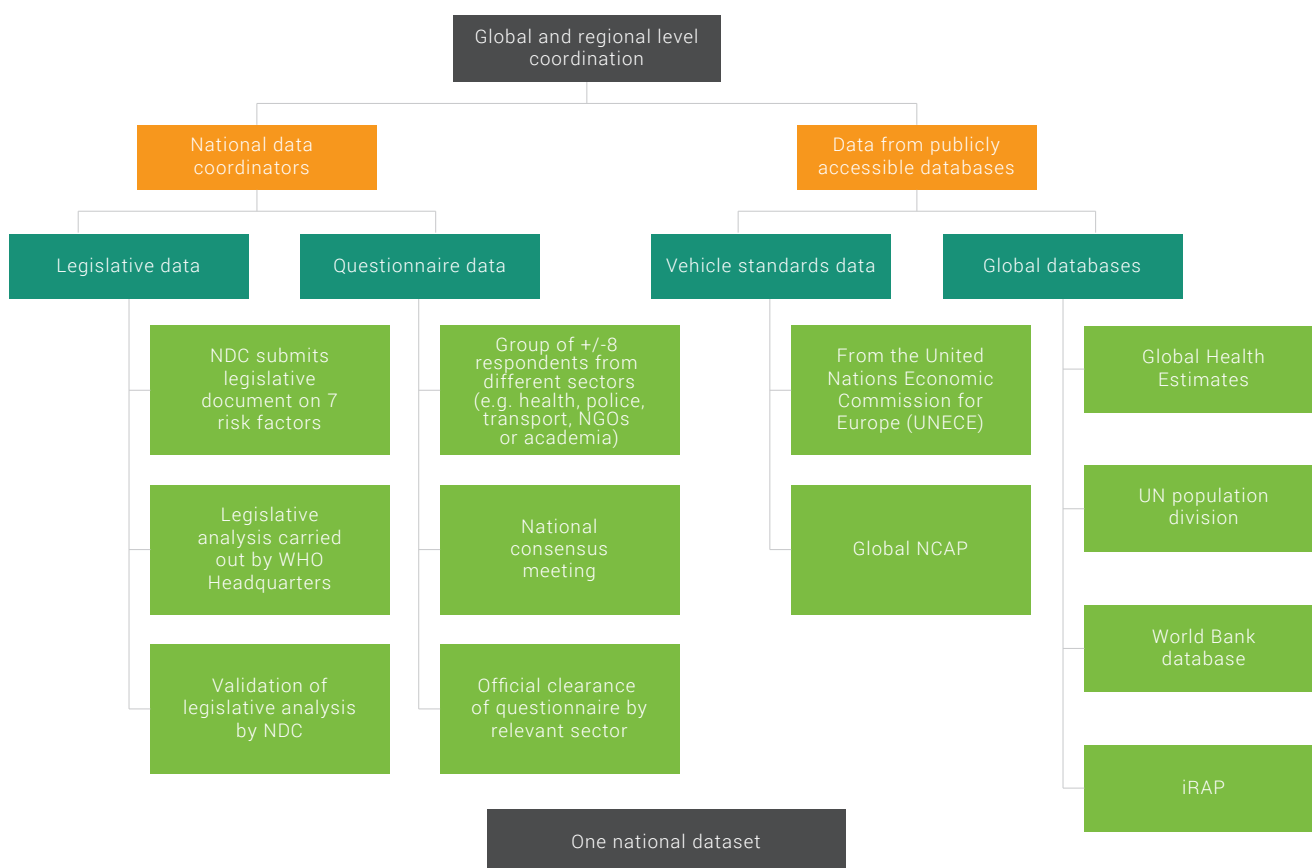 Global and regional level
coordination
National data
coordinators
Data from publicly
accessible databases
Legislative data
Questionnaire data
Vehicle standards data
Global databases
NDC submits
legislative
document on 7
risk factors
Group of +/-8
respondents from
different sectors
(e.g. health, police,
transport, NGOs
or academia)
From the United
Nations Economic
Commission for
Europe (UNECE)
Global Health
Estimates
Legislative
analysis carried
out by WHO
Headquarters
National
consensus
meeting
Global NCAP
UN population
division
Validation of
legislative analysis
by NDC
Official clearance
of questionnaire by
relevant sector
World Bank
database
iRAP
One national dataset